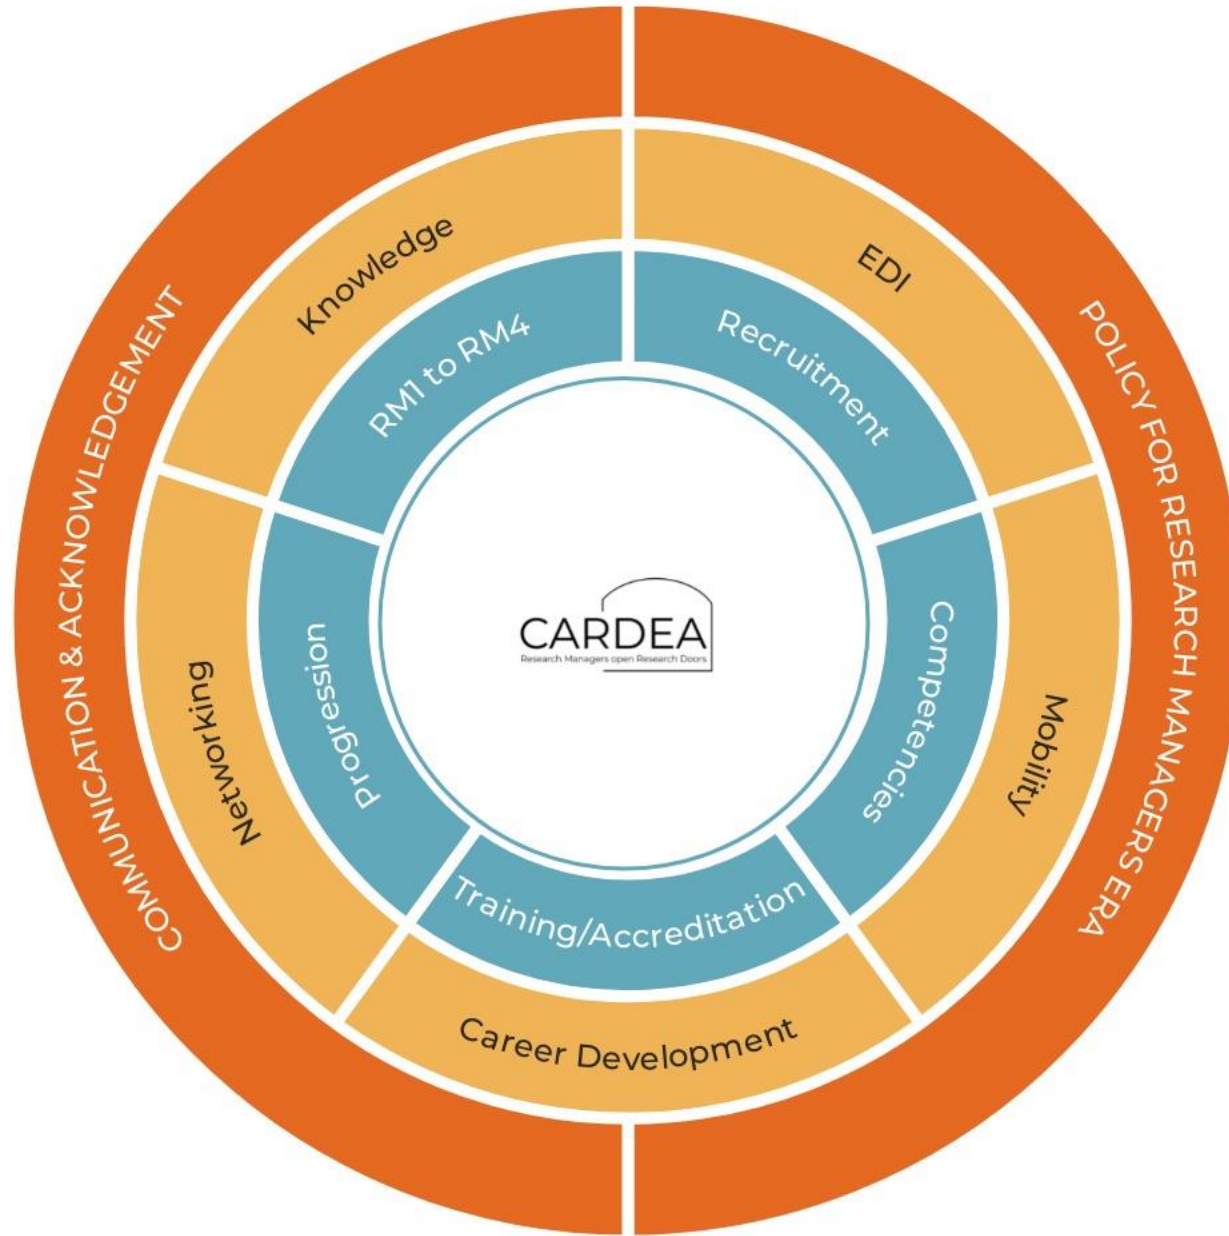 COMMUNICATION & ACKNOWLEDGEMENT
POLICY FOR RESEARCH MANAGERS ERA
Knowledge
EDI
Mobility
Career Development
Networking
RM1 to RM4
Recruitment
Competencies
Training/Accreditation
Progression
CARDEA
Research Managers open Research Doors